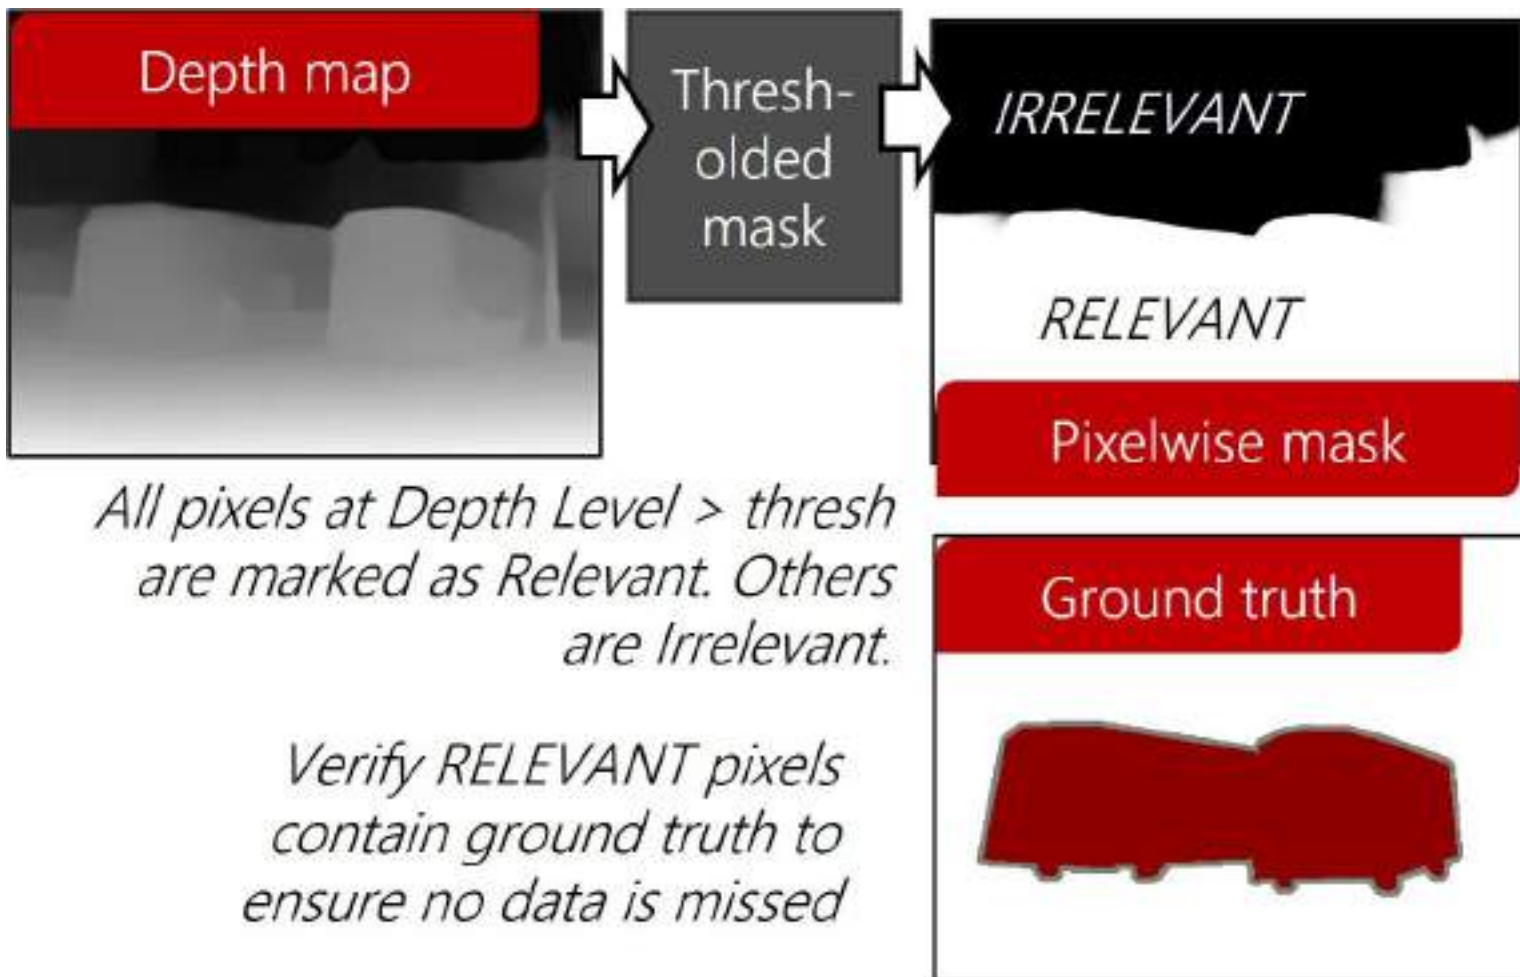 Depth map
Thresh-
olded
mask
IRRELEVANT
RELEVANT
Pixelwise mask
All pixels at Depth Level > thresh
are marked as Relevant. Others
are Irrelevant.
Ground truth
Verify RELEVANT pixels
contain ground truth to
ensure no data is missed